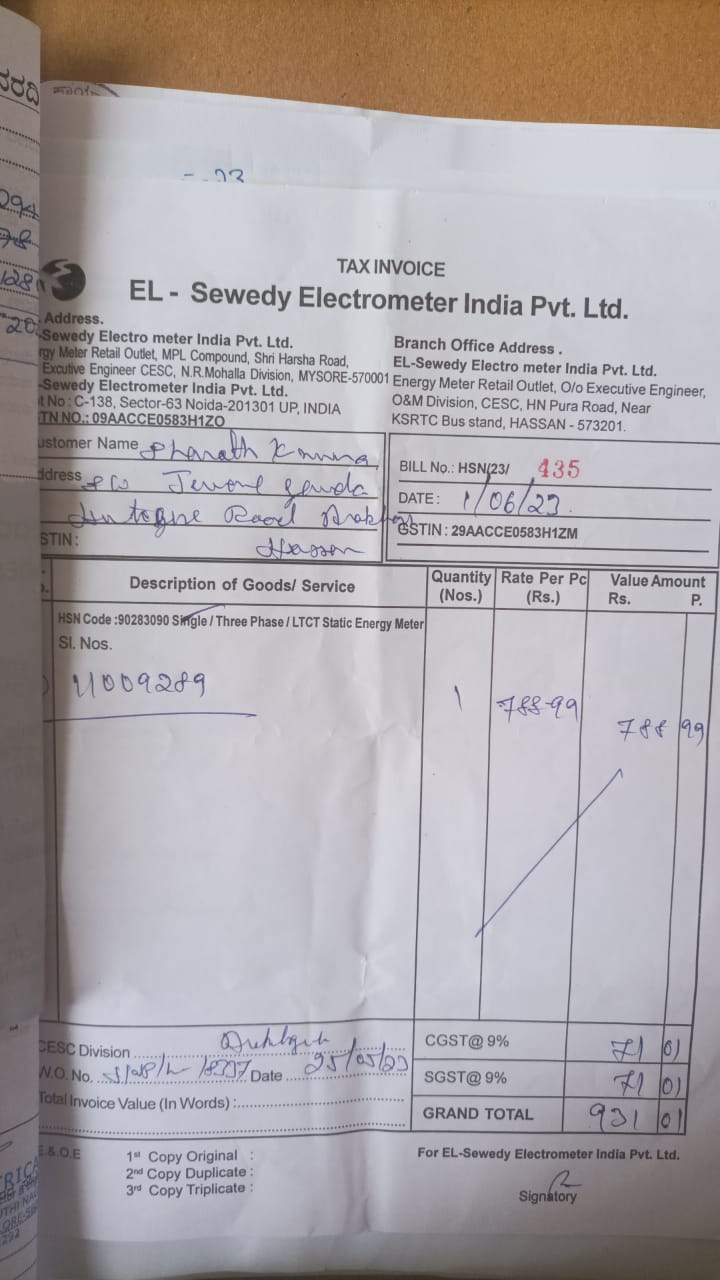 TAX INVOICE
EL - Sewedy Electrometer India Pvt. Ltd.
Address.
Sewedy Electro meter India Pvt. Ltd.
rgy Meter Retail Outlet, MPL Compound, Shri Harsha Road,
Excutive Engineer CESC, N.R.Mohalla Division, MYSORE-570001
-Sewedy Electrometer India Pvt. Ltd.
t No : C-138, Sector-63 Noida-201301 UP, INDIA
TN NO.: 09AACCE0583H1ZO
Branch Office Address .
EL-Sewedy Electro meter India Pvt. Ltd.
Energy Meter Retail Outlet, O/o Executive Engineer,
O&M Division, CESC, HN Pura Road, Near
KSRTC Bus stand, HASSAN - 573201.
ustomer Name
ddress
Road
STIN : Hassan
BILL No.: HSN/23/ 435
DATE : 1/06/23
GSTIN : 29AACCE0583H1ZM
Description of Goods/ Service Quantity (Nos.) Rate Per Pc (Rs.) Value Amount Rs. P.
HSN Code :90283090 Single / Three Phase / LTCT Static Energy Meter
Sl. Nos.
11009289 1 788-99 788 99
CESC Division
W.O. No. Date 25/05/23
Total Invoice Value (In Words) :
CGST@ 9% 71 01
SGST@ 9% 71 01
GRAND TOTAL 931 01
E.&.O.E
1st Copy Original :
2nd Copy Duplicate :
3rd Copy Triplicate :
For EL-Sewedy Electrometer India Pvt. Ltd.
Signatory